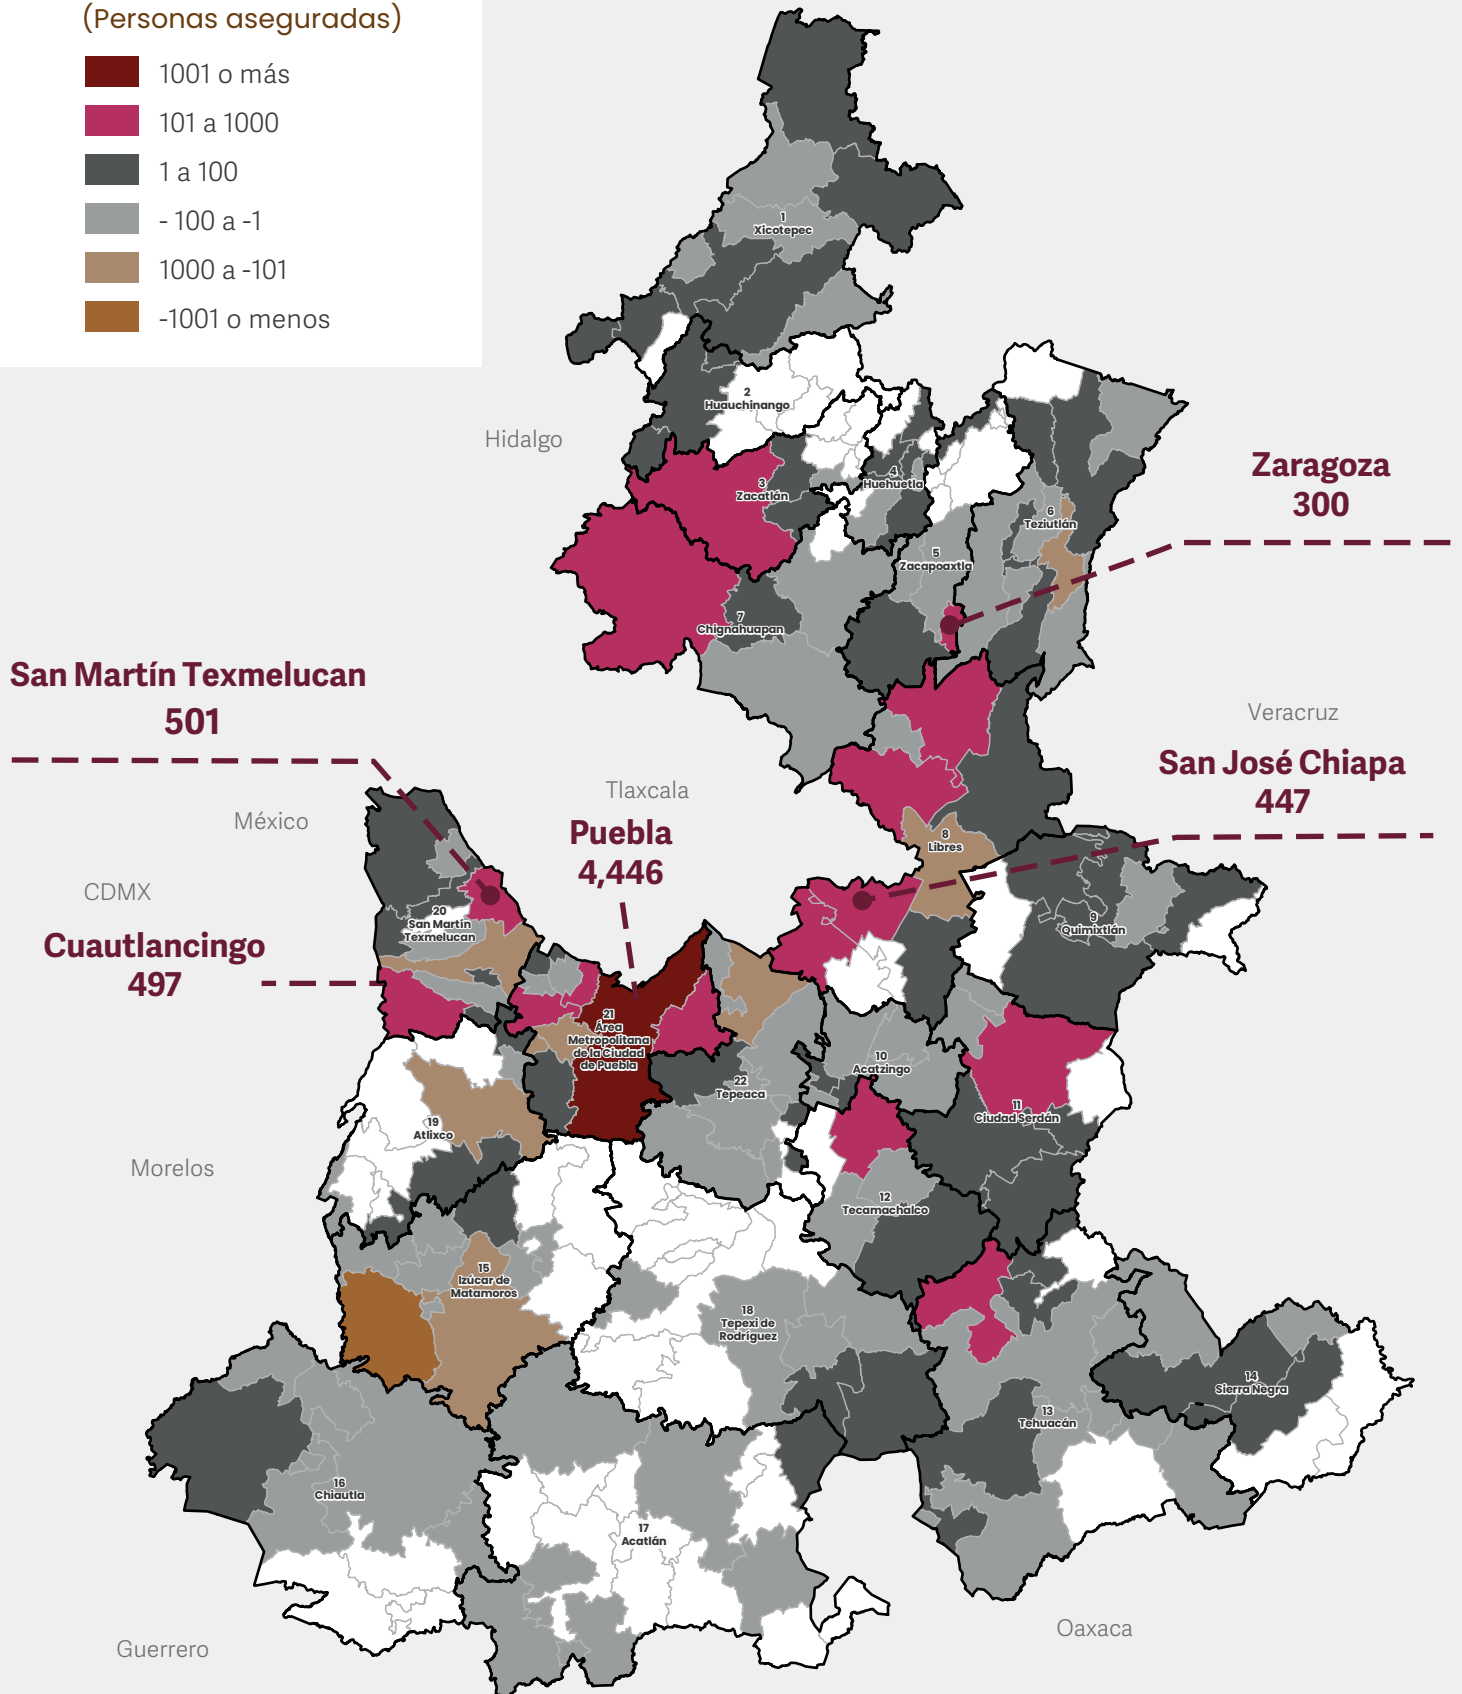 (Personas aseguradas)
1001 o más
101 a 1000
1 a 100
- 100 a -1
1000 a -101
-1001 o menos
1
Xicotepec
2
Huauchinango
Hidalgo
3
Zacatlán
4
Huehuetla
Zaragoza
300
6
Teziutlán
5
Zacapoaxtla
7
Chignahuapan
San Martín Texmelucan
501
Veracruz
San José Chiapa
447
Tlaxcala
México
Puebla
4,446
8
Libres
CDMX
20
San Martín
Texmelucan
9
Quimixtlán
Cuautlancingo
497
21
Área
Metropolitana
de la Ciudad
de Puebla
10
Acatzingo
22
Tepeaca
11
Ciudad Serdán
19
Atlixco
Morelos
12
Tecamachalco
15
Izúcar de
Matamoros
18
Tepexi de
Rodríguez
14
Sierra Negra
13
Tehuacán
16
Chiautla
17
Acatlán
Guerrero
Oaxaca